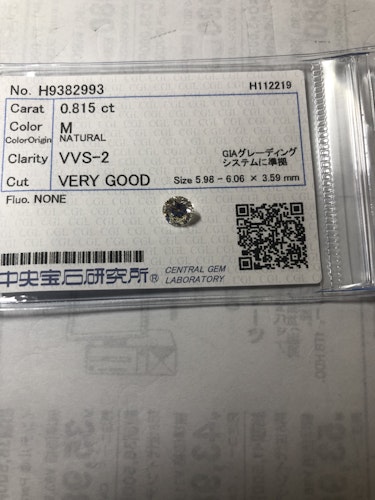 No. H9382993 H112219
Carat 0.815 ct
Color M
ColorOrigin NATURAL
Clarity VVS-2
GIAグレーディング
システムに準拠
Cut VERY GOOD Size 5.98 - 6.06 × 3.59 mm
Fluo. NONE
中央宝石研究所® CENTRAL GEM
LABORATORY